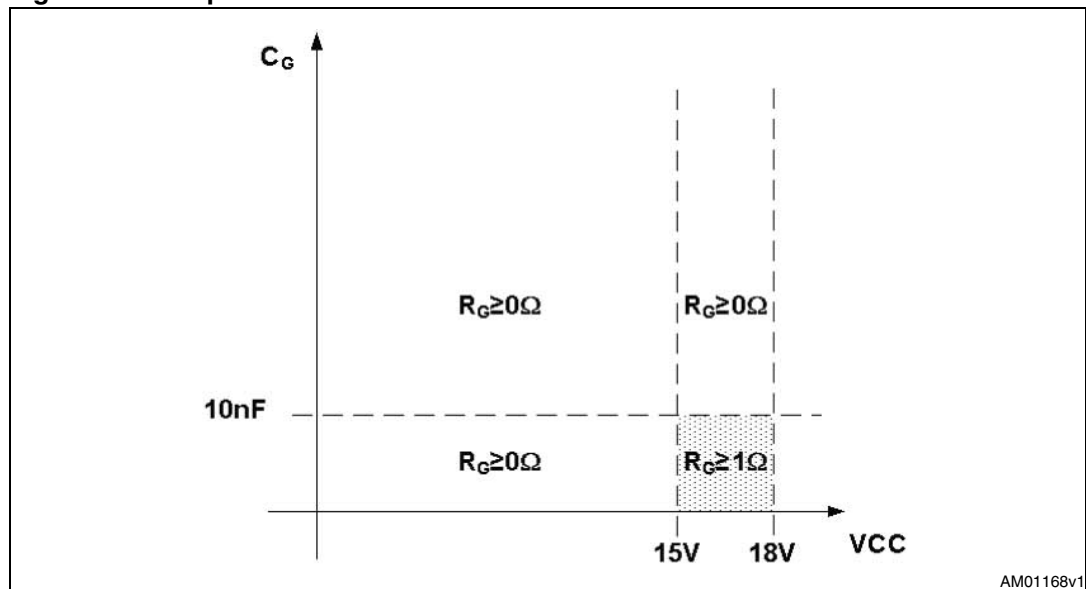 C_G
R_G≥0Ω R_G≥0Ω
10nF
R_G≥0Ω R_G≥1Ω
15V 18V VCC
AM01168v1